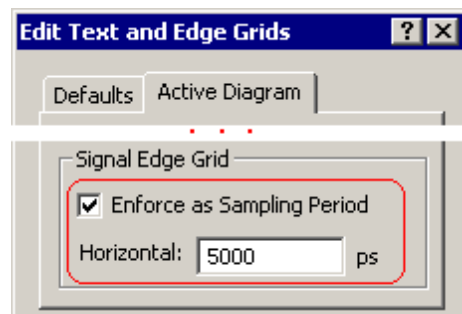 Edit Text and Edge Grids ? ×
Defaults Active Diagram
Signal Edge Grid
Enforce as Sampling Period
Horizontal: 5000 ps